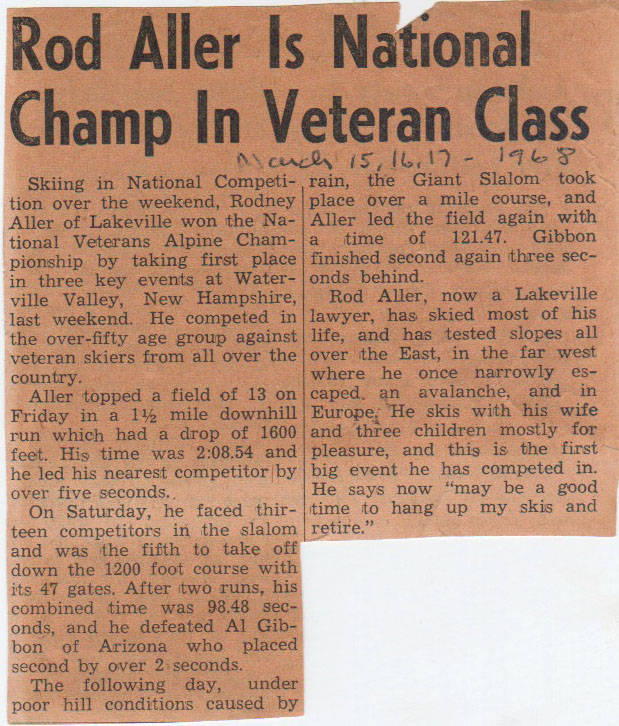 Rod Aller Is National
Champ In Veteran Class
March 15, 16, 17 - 1968
Skiing in National Competi-
tion over the weekend, Rodney
Aller of Lakeville won the Na-
tional Veterans Alpine Cham-
pionship by taking first place
in three key events at Water-
ville Valley, New Hampshire,
last weekend. He competed in
the over-fifty age group against
veteran skiers from all over the
country.
Aller topped a field of 13 on
Friday in a 1½ mile downhill
run which had a drop of 1600
feet. His time was 2:08.54 and
he led his nearest competitor by
over five seconds.
On Saturday, he faced thir-
teen competitors in the slalom
and was the fifth to take off
down the 1200 foot course with
its 47 gates. After two runs, his
combined time was 98.48 sec-
onds, and he defeated Al Gib-
bon of Arizona who placed
second by over 2 seconds.
The following day, under
poor hill conditions caused by
rain, the Giant Slalom took
place over a mile course, and
Aller led the field again with
a time of 121.47. Gibbon
finished second again three sec-
onds behind.
Rod Aller, now a Lakeville
lawyer, has skied most of his
life, and has tested slopes all
over the East, in the far west
where he once narrowly es-
caped an avalanche, and in
Europe. He skis with his wife
and three children mostly for
pleasure, and this is the first
big event he has competed in.
He says now "may be a good
time to hang up my skis and
retire."